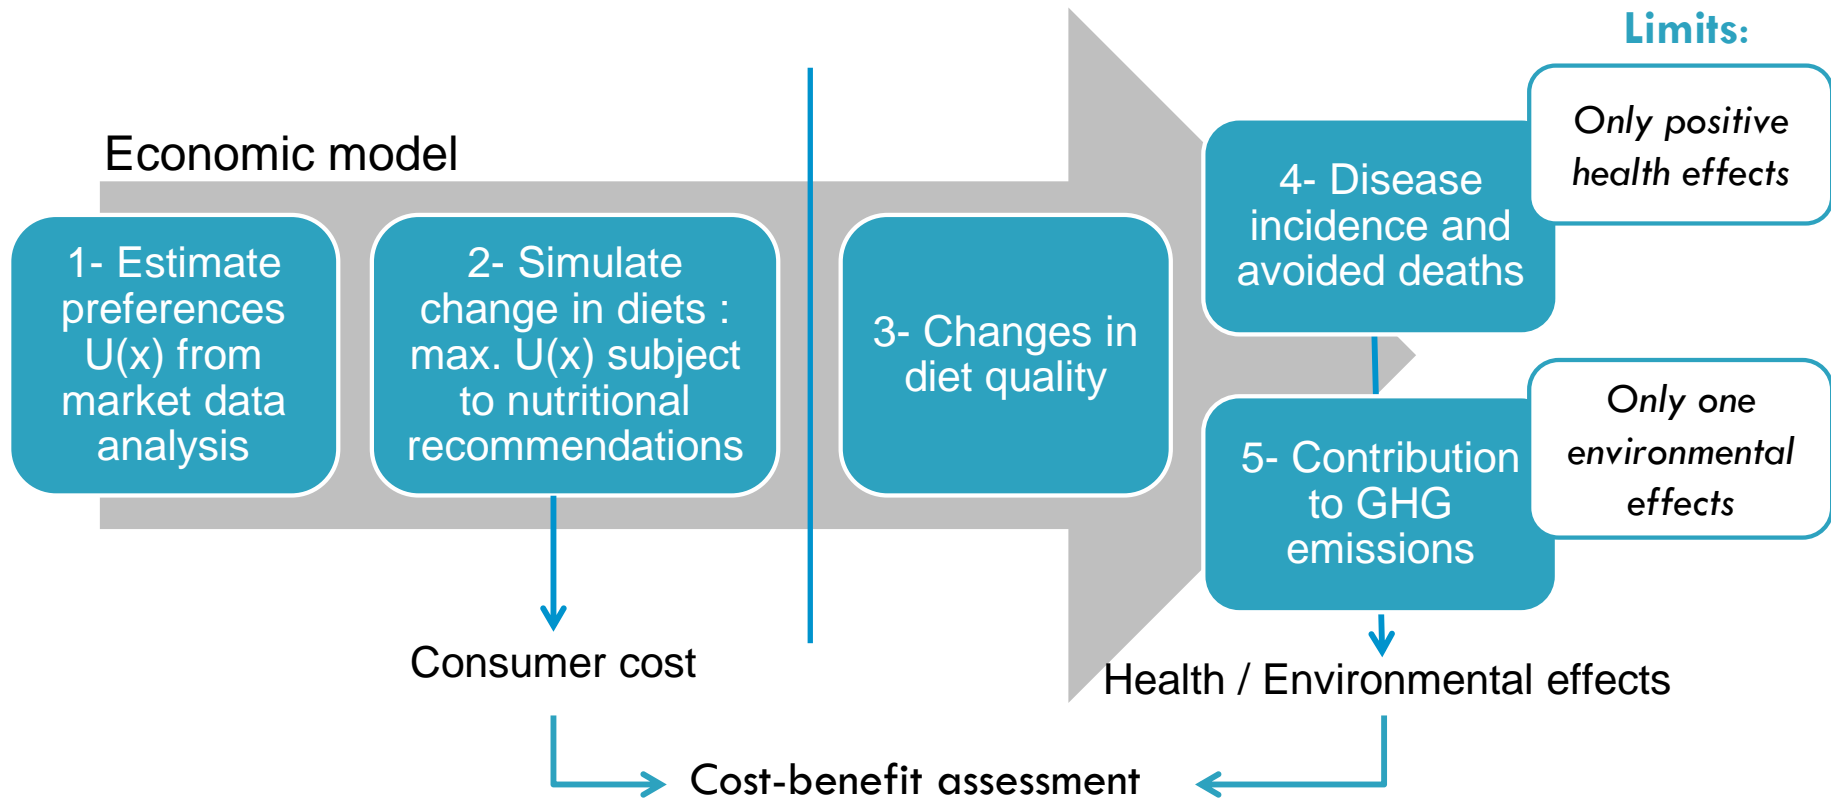 Limits:
Economic model
1- Estimate
preferences
U(x) from
market data
analysis
2- Simulate
change in diets :
max. U(x) subject
to nutritional
recommendations
3- Changes in
diet quality
4- Disease
incidence and
avoided deaths
Only positive
health effects
5- Contribution
to GHG
emissions
Only one
environmental
effects
Consumer cost
Health / Environmental effects
Cost-benefit assessment